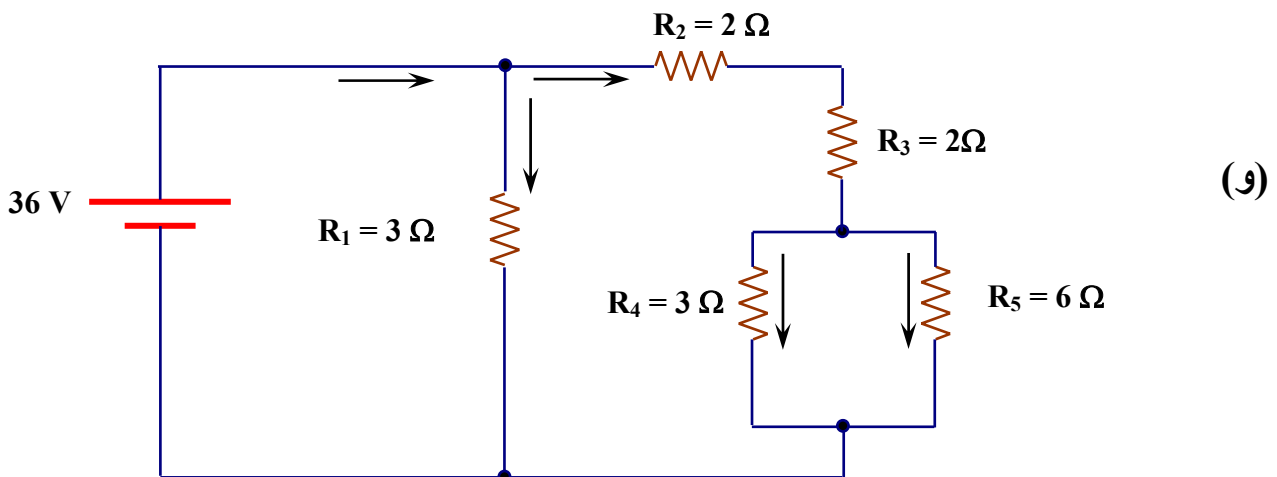 R₂ = 2 Ω
R₃ = 2Ω
(و)
36 V
R₁ = 3 Ω
R₄ = 3 Ω
R₅ = 6 Ω